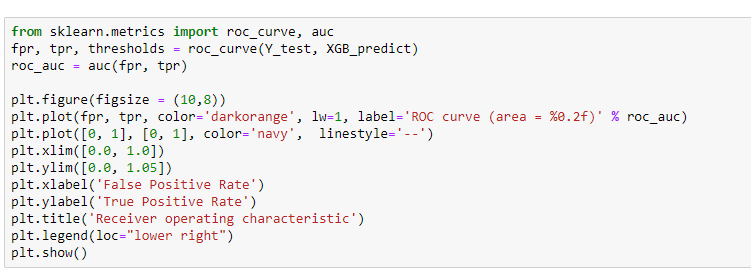 from sklearn.metrics import roc_curve, auc
fpr, tpr, thresholds = roc_curve(Y_test, XGB_predict)
roc_auc = auc(fpr, tpr)

plt.figure(figsize = (10,8))
plt.plot(fpr, tpr, color='darkorange', lw=1, label='ROC curve (area = %0.2f)' % roc_auc)
plt.plot([0, 1], [0, 1], color='navy',  linestyle='--')
plt.xlim([0.0, 1.0])
plt.ylim([0.0, 1.05])
plt.xlabel('False Positive Rate')
plt.ylabel('True Positive Rate')
plt.title('Receiver operating characteristic')
plt.legend(loc="lower right")
plt.show()